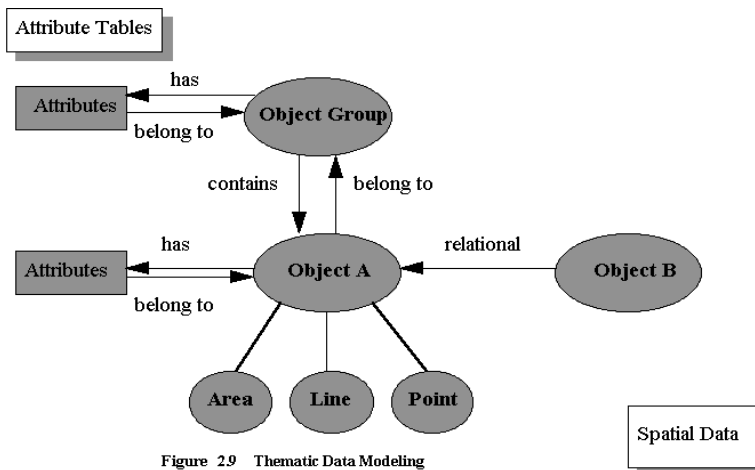 Attribute Tables
has
Attributes
Object Group
belong to
contains
belong to
has
relational
Attributes
Object A
Object B
belong to
Area
Line
Point
Spatial Data
Figure 2.9 Thematic Data Modeling